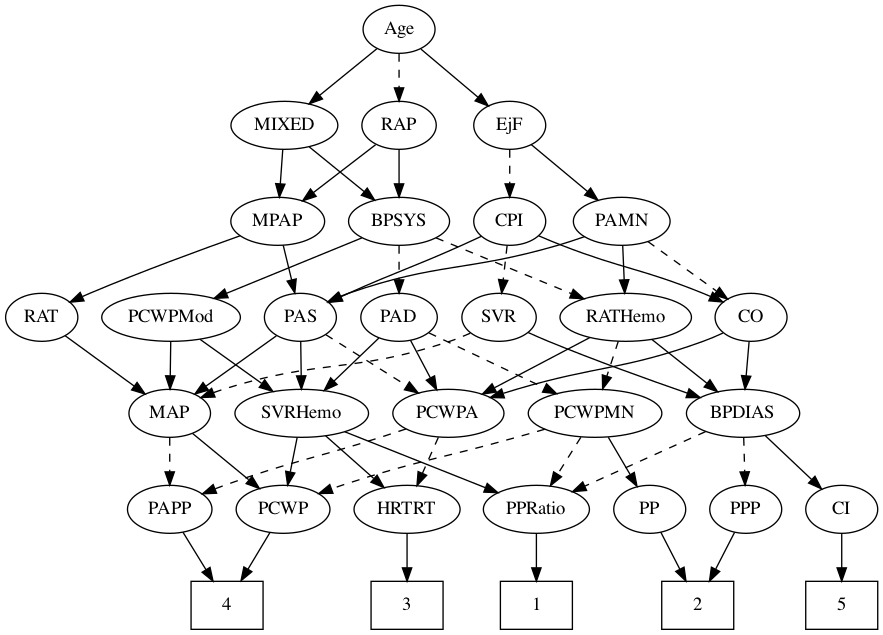 Age
MIXED RAP EjF
MPAP BPSYS CPI PAMN
RAT PCWPMod PAS PAD SVR RATHemo CO
MAP SVRHemo PCWPA PCWPMN BPDIAS
PAPP PCWP HRTRT PPRatio PP PPP CI
4 3 1 2 5